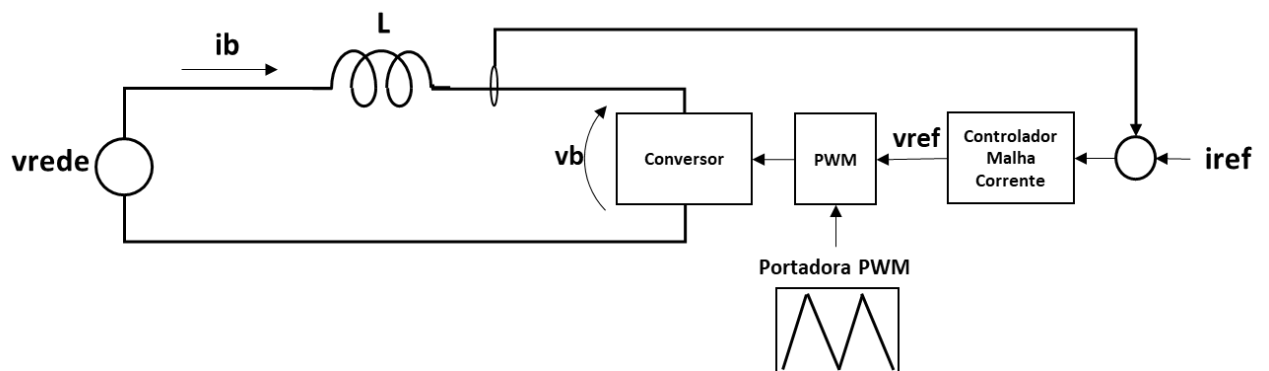 L
ib
vrede
vb
Conversor
PWM
vref
Controlador
Malha
Corrente
iref
Portadora PWM